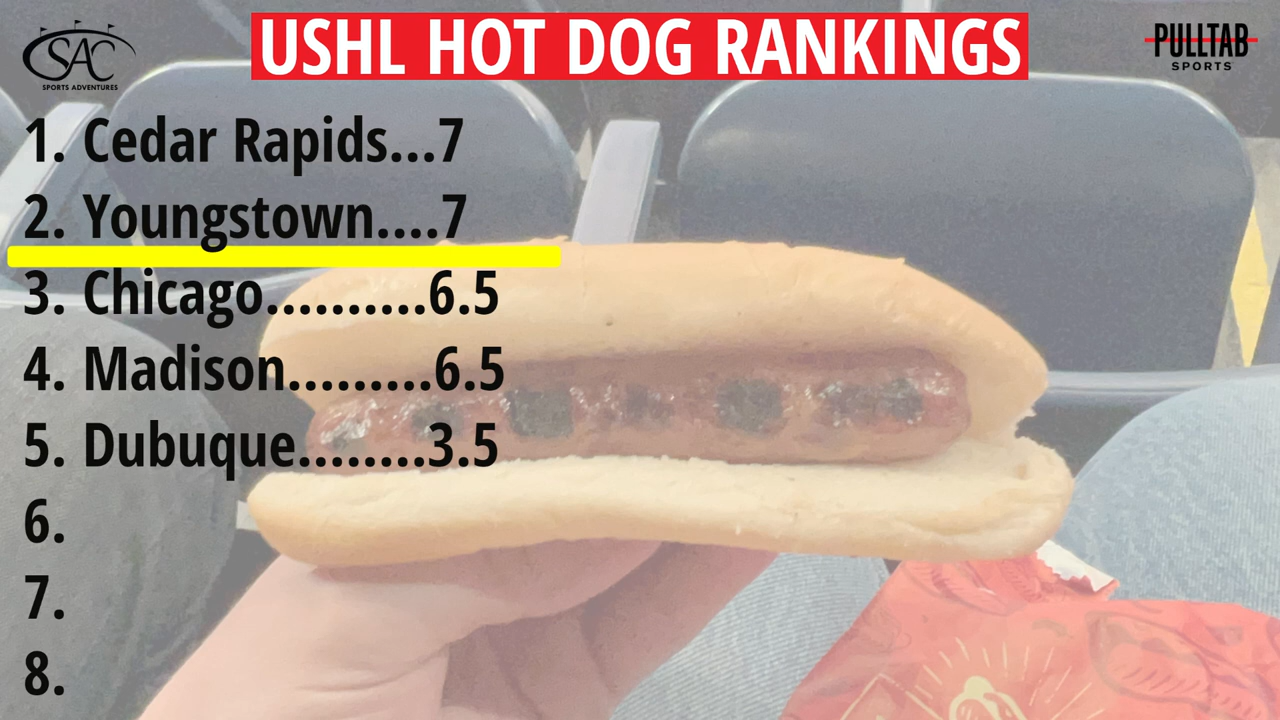 SAC
SPORTS ADVENTURES
USHL HOT DOG RANKINGS
PULLTAB
SPORTS
1. Cedar Rapids...7
2. Youngstown....7
3. Chicago..........6.5
4. Madison.........6.5
5. Dubuque........3.5
6.
7.
8.